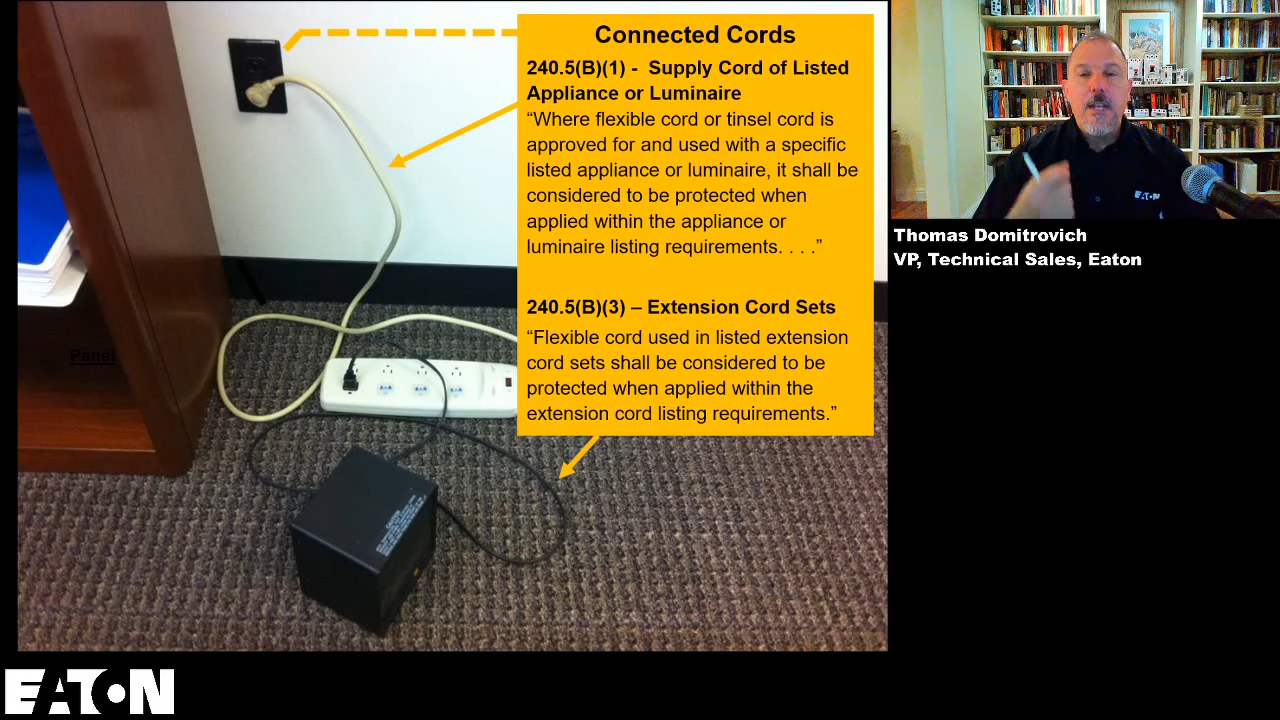 Connected Cords
240.5(B)(1) - Supply Cord of Listed
Appliance or Luminaire
“Where flexible cord or tinsel cord is
approved for and used with a specific
listed appliance or luminaire, it shall be
considered to be protected when
applied within the appliance or
luminaire listing requirements. . . .”
240.5(B)(3) – Extension Cord Sets
“Flexible cord used in listed extension
cord sets shall be considered to be
protected when applied within the
extension cord listing requirements.”
Panel
CAUTION
EATON
Thomas Domitrovich
VP, Technical Sales, Eaton
EATON